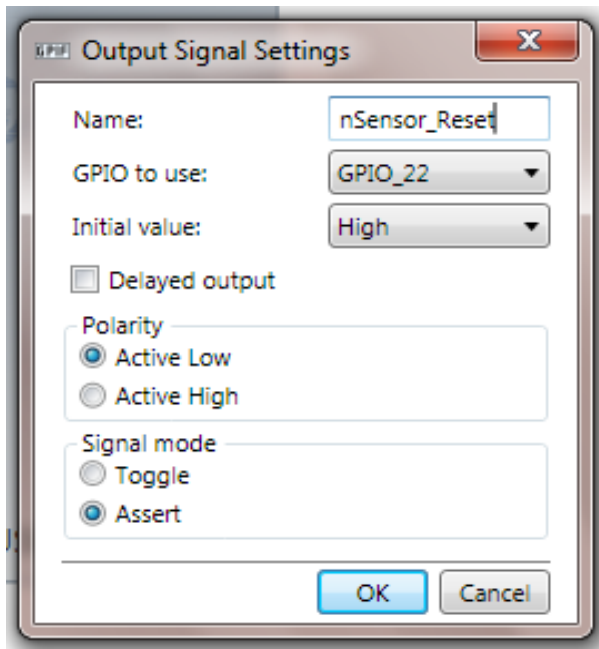 GPIF Output Signal Settings
Name: nSensor_Reset
GPIO to use: GPIO_22
Initial value: High
Delayed output
Polarity
Active Low
Active High
Signal mode
Toggle
Assert
OK Cancel